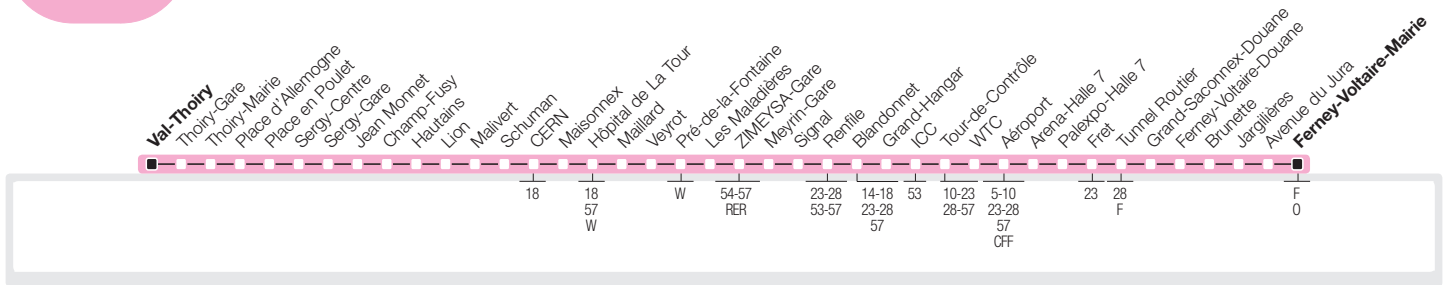 Val-Thoiry
Thoiry-Gare
Thoiry-Mairie
Place d'Allemogne
Place en Poulet
Sergy-Centre
Sergy-Gare
Jean Monnet
Champ-Fusy
Hautains
Lion
Malivert
Schuman
CERN
Maisonnex
Hôpital de La Tour
Maillard
Veyrot
Pré-de-la-Fontaine
Les Maladières
ZIMEYSA-Gare
Meyrin-Gare
Signal
Renfile
Blandonnet
Grand-Hangar
ICC
Tour-de-Contrôle
WTC
Aéroport
Arena-Halle 7
Palexpo-Halle 7
Fret
Tunnel Routier
Grand-Saconnex-Douane
Ferney-Voltaire-Douane
Brunette
Jargilières
Avenue du Jura
Ferney-Voltaire-Mairie
18
18
57
W
W
54-57
RER
23-28
53-57
14-18
23-28
57
53
10-23
28-57
5-10
23-28
57
CFF
23
28
F
F
O